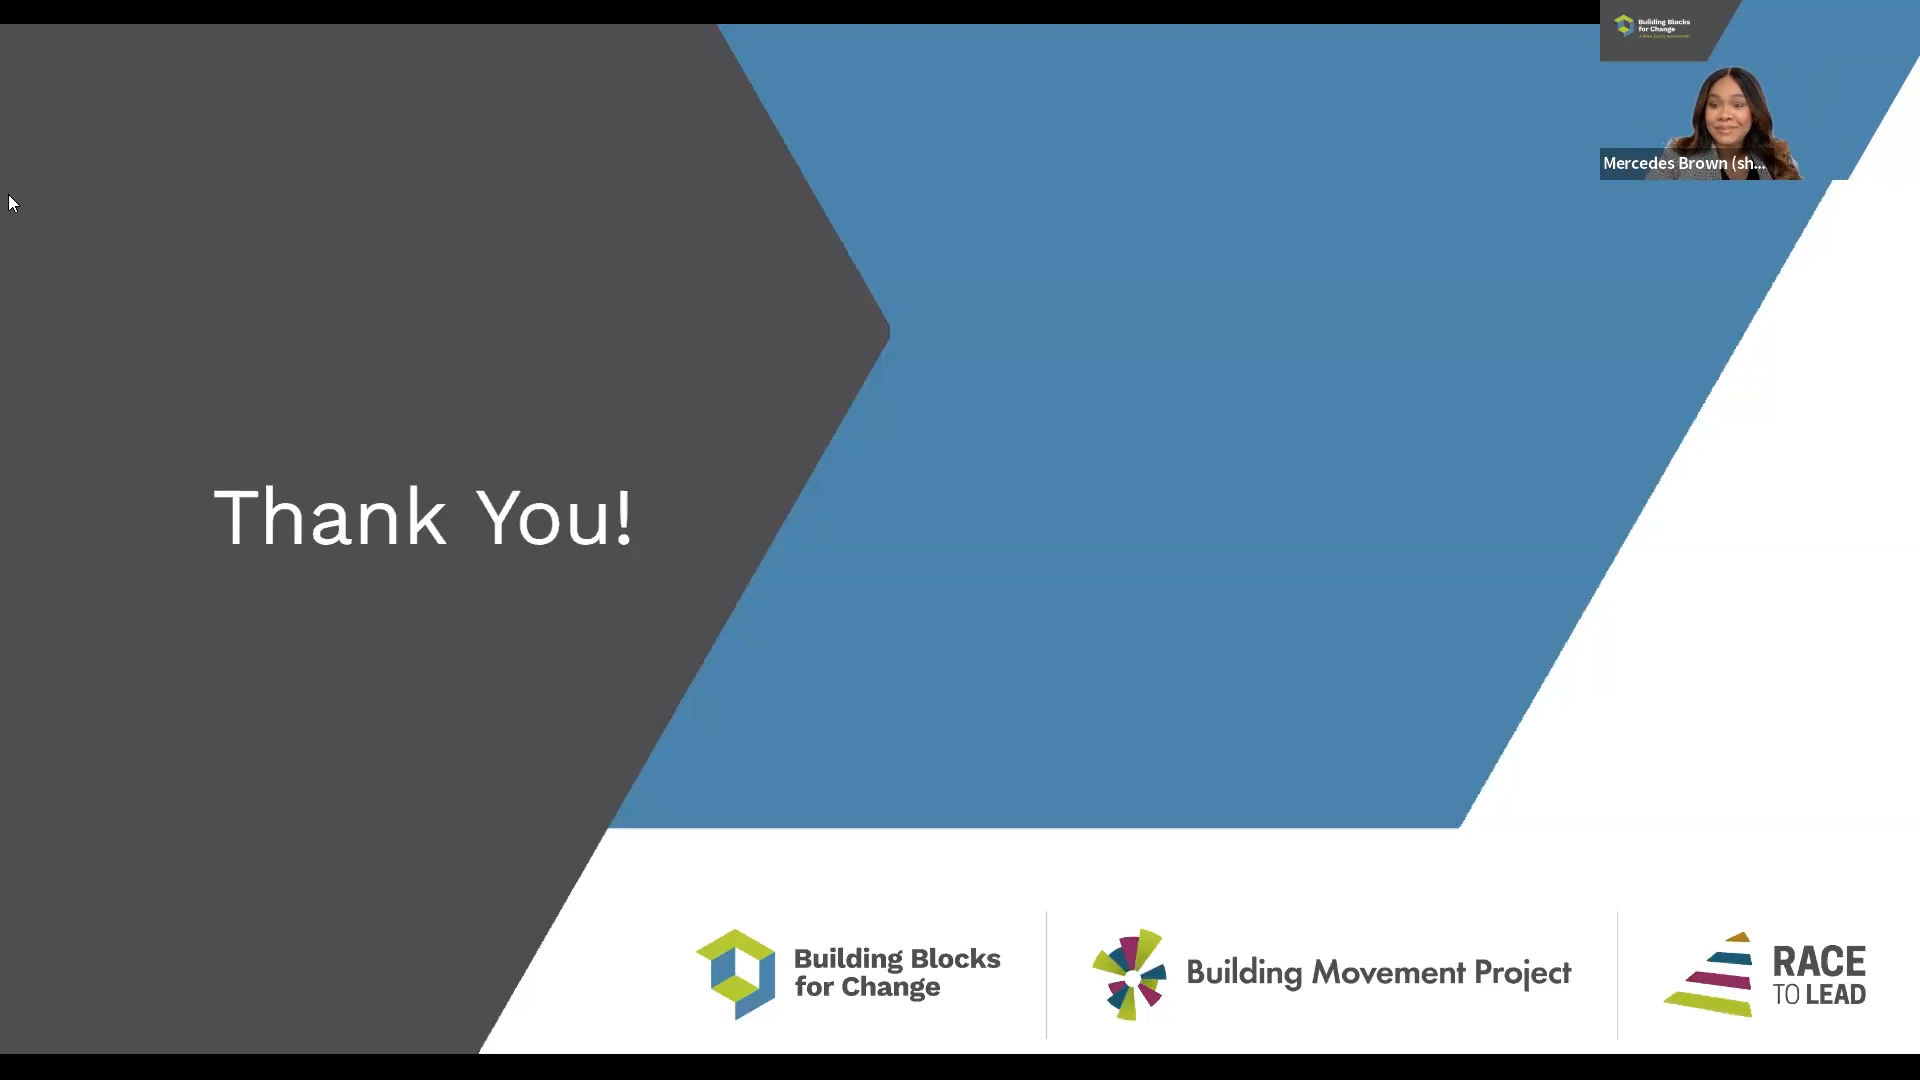 Building Blocks
for Change
Mercedes Brown (sh...
Thank You!
Building Blocks
for Change
Building Movement Project
RACE
TO LEAD